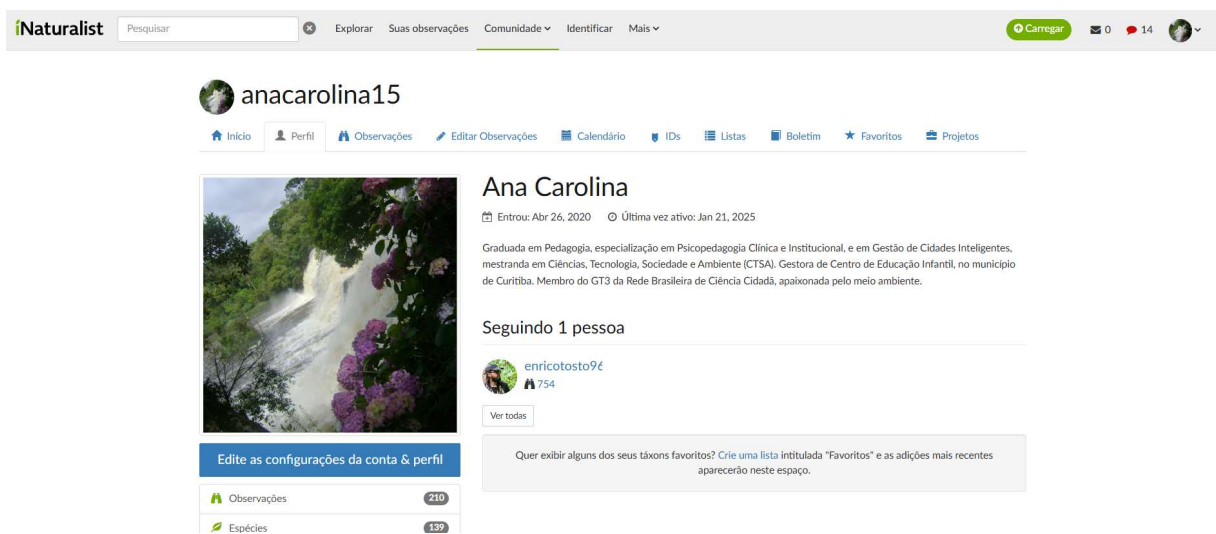 iNaturalist Pesquisar Explorar Suas observações Comunidade Identificar Mais Carregar 0 14
anacarolina15
Início Perfil Observações Editar Observações Calendário IDs Listas Boletim Favoritos Projetos
Ana Carolina
Entrou: Abr 26, 2020 Última vez ativo: Jan 21, 2025
Graduada em Pedagogia, especialização em Psicopedagogia Clínica e Institucional, e em Gestão de Cidades Inteligentes,
mestranda em Ciências, Tecnologia, Sociedade e Ambiente (CTSA). Gestora de Centro de Educação Infantil, no município
de Curitiba. Membro do GT3 da Rede Brasileira de Ciência Cidadã, apaixonada pelo meio ambiente.
Seguindo 1 pessoa
enricotosto96
754
Ver todas
Edite as configurações da conta & perfil
Quer exibir alguns dos seus táxons favoritos? Crie uma lista intitulada "Favoritos" e as adições mais recentes
aparecerão neste espaço.
Observações 210
Espécies 139